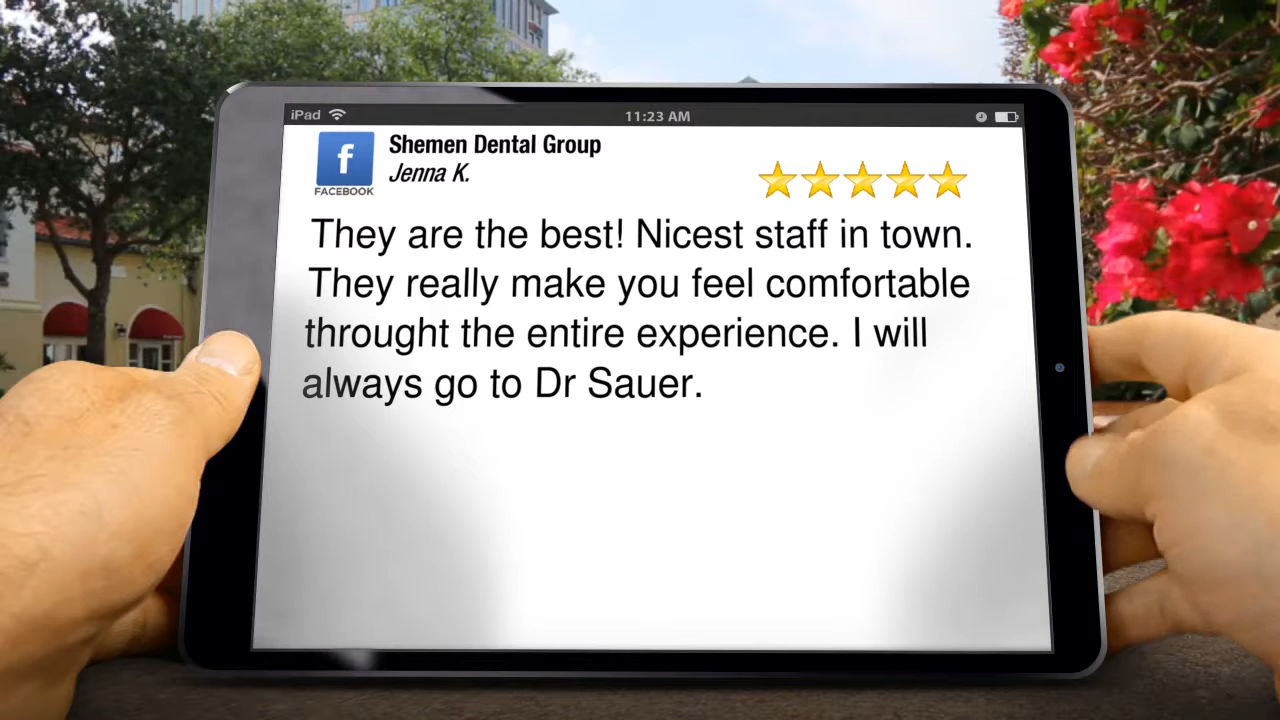 iPad 11:23 AM
f
FACEBOOK
Shemen Dental Group
Jenna K.
They are the best! Nicest staff in town.
They really make you feel comfortable
throught the entire experience. I will
always go to Dr Sauer.